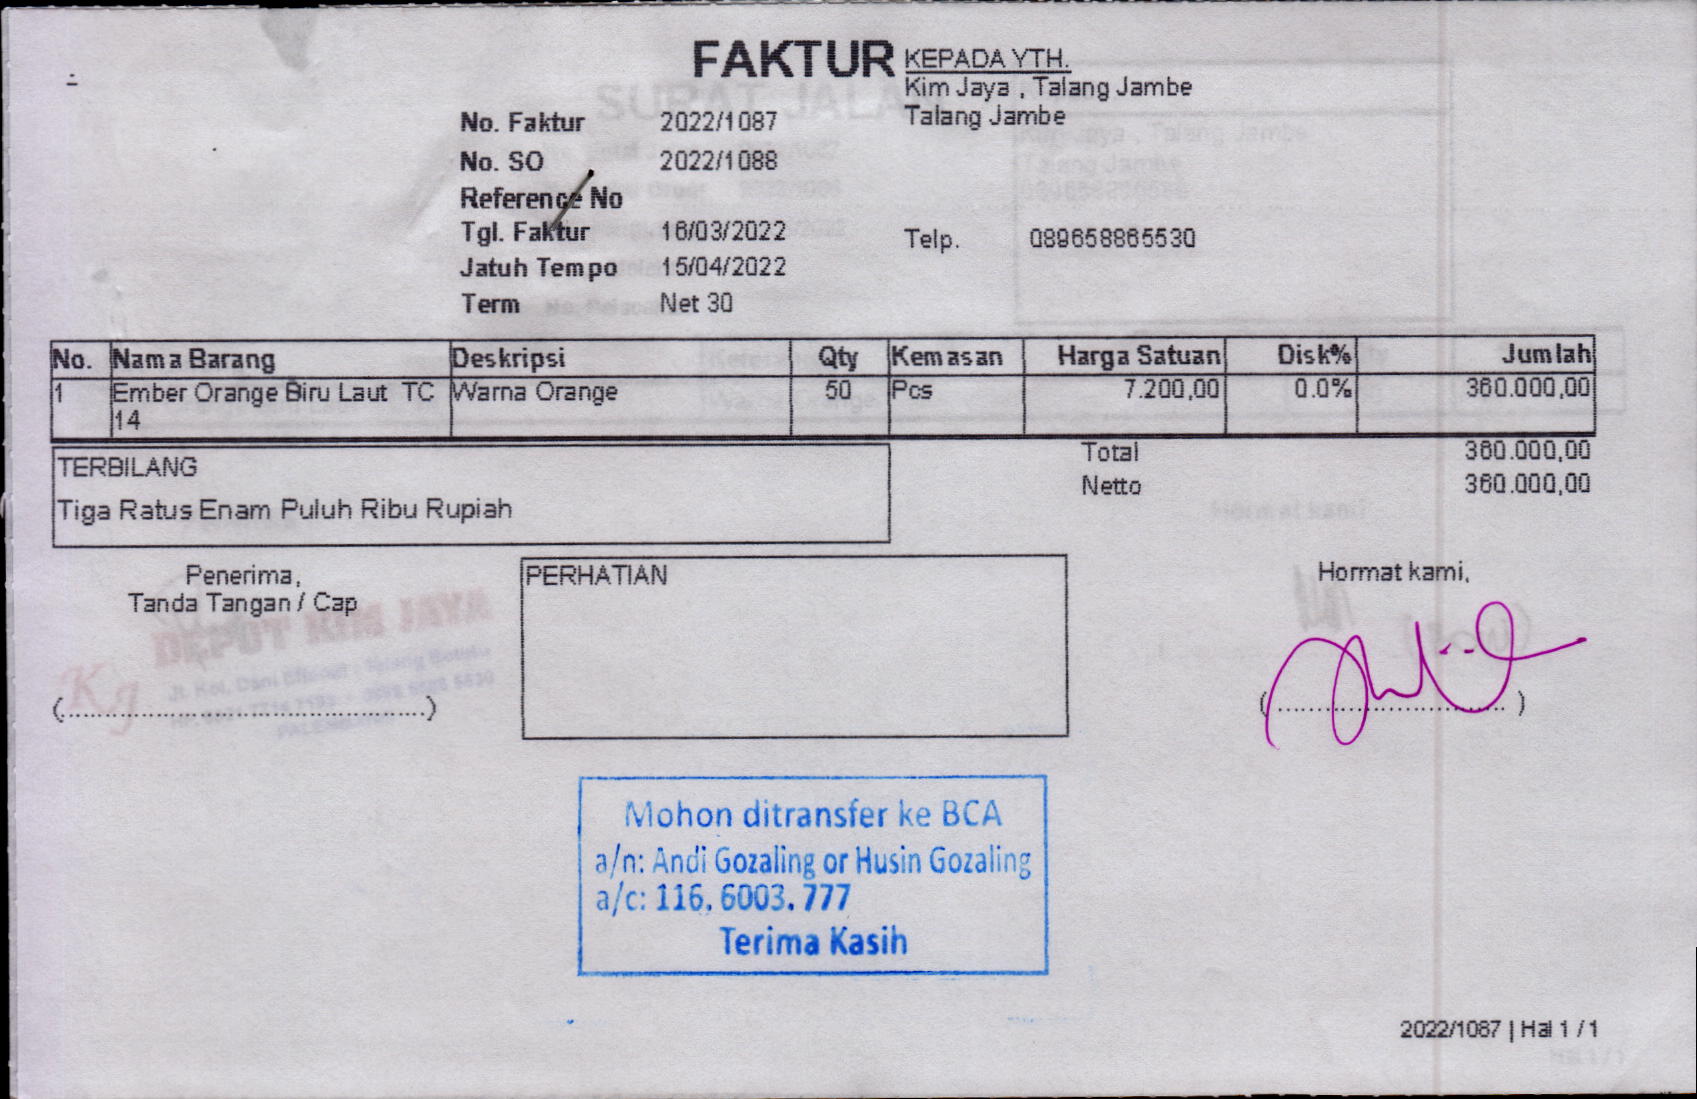 FAKTUR
KEPADA YTH.
Kim Jaya , Talang Jambe
Talang Jambe
No. Faktur 2022/1087
No. SO 2022/1088
Reference No
Tgl. Faktur 16/03/2022
Telp. 089658865530
Jatuh Tempo 15/04/2022
Term Net 30
No. Nama Barang Deskripsi Qty Kemasan Harga Satuan Disk% Jumlah
1 Ember Orange Biru Laut TC Warna Orange 50 Pcs 7.200,00 0.0% 360.000,00
14
Total 360.000,00
TERBILANG
Netto 360.000,00
Tiga Ratus Enam Puluh Ribu Rupiah
Penerima,
Tanda Tangan / Cap
PERHATIAN
Hormat kami,
DEPOT KIM JAYA
Kg
(....................................................)
(................................)
Mohon ditransfer ke BCA
a/n: Andi Gozaling or Husin Gozaling
a/c: 116. 6003. 777
Terima Kasih
2022/1087 | Hal 1 / 1